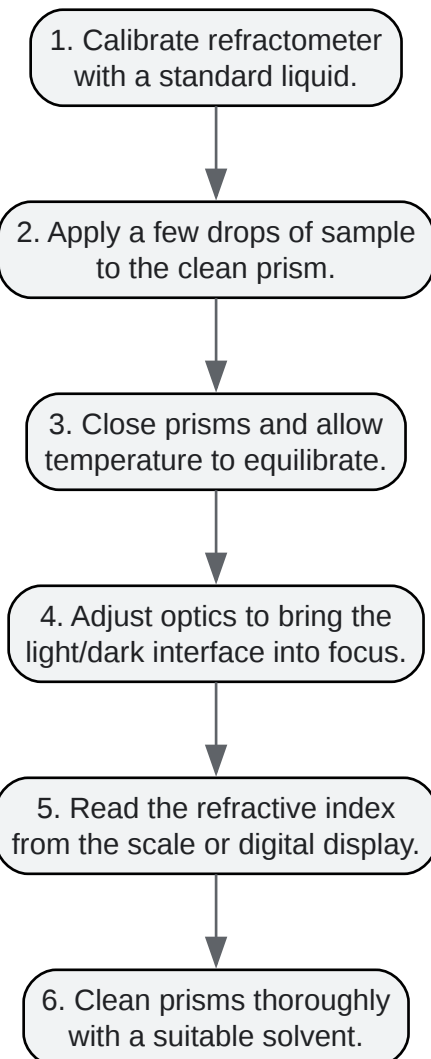 1. Calibrate refractometer
with a standard liquid.
2. Apply a few drops of sample
to the clean prism.
3. Close prisms and allow
temperature to equilibrate.
4. Adjust optics to bring the
light/dark interface into focus.
5. Read the refractive index
from the scale or digital display.
6. Clean prisms thoroughly
with a suitable solvent.